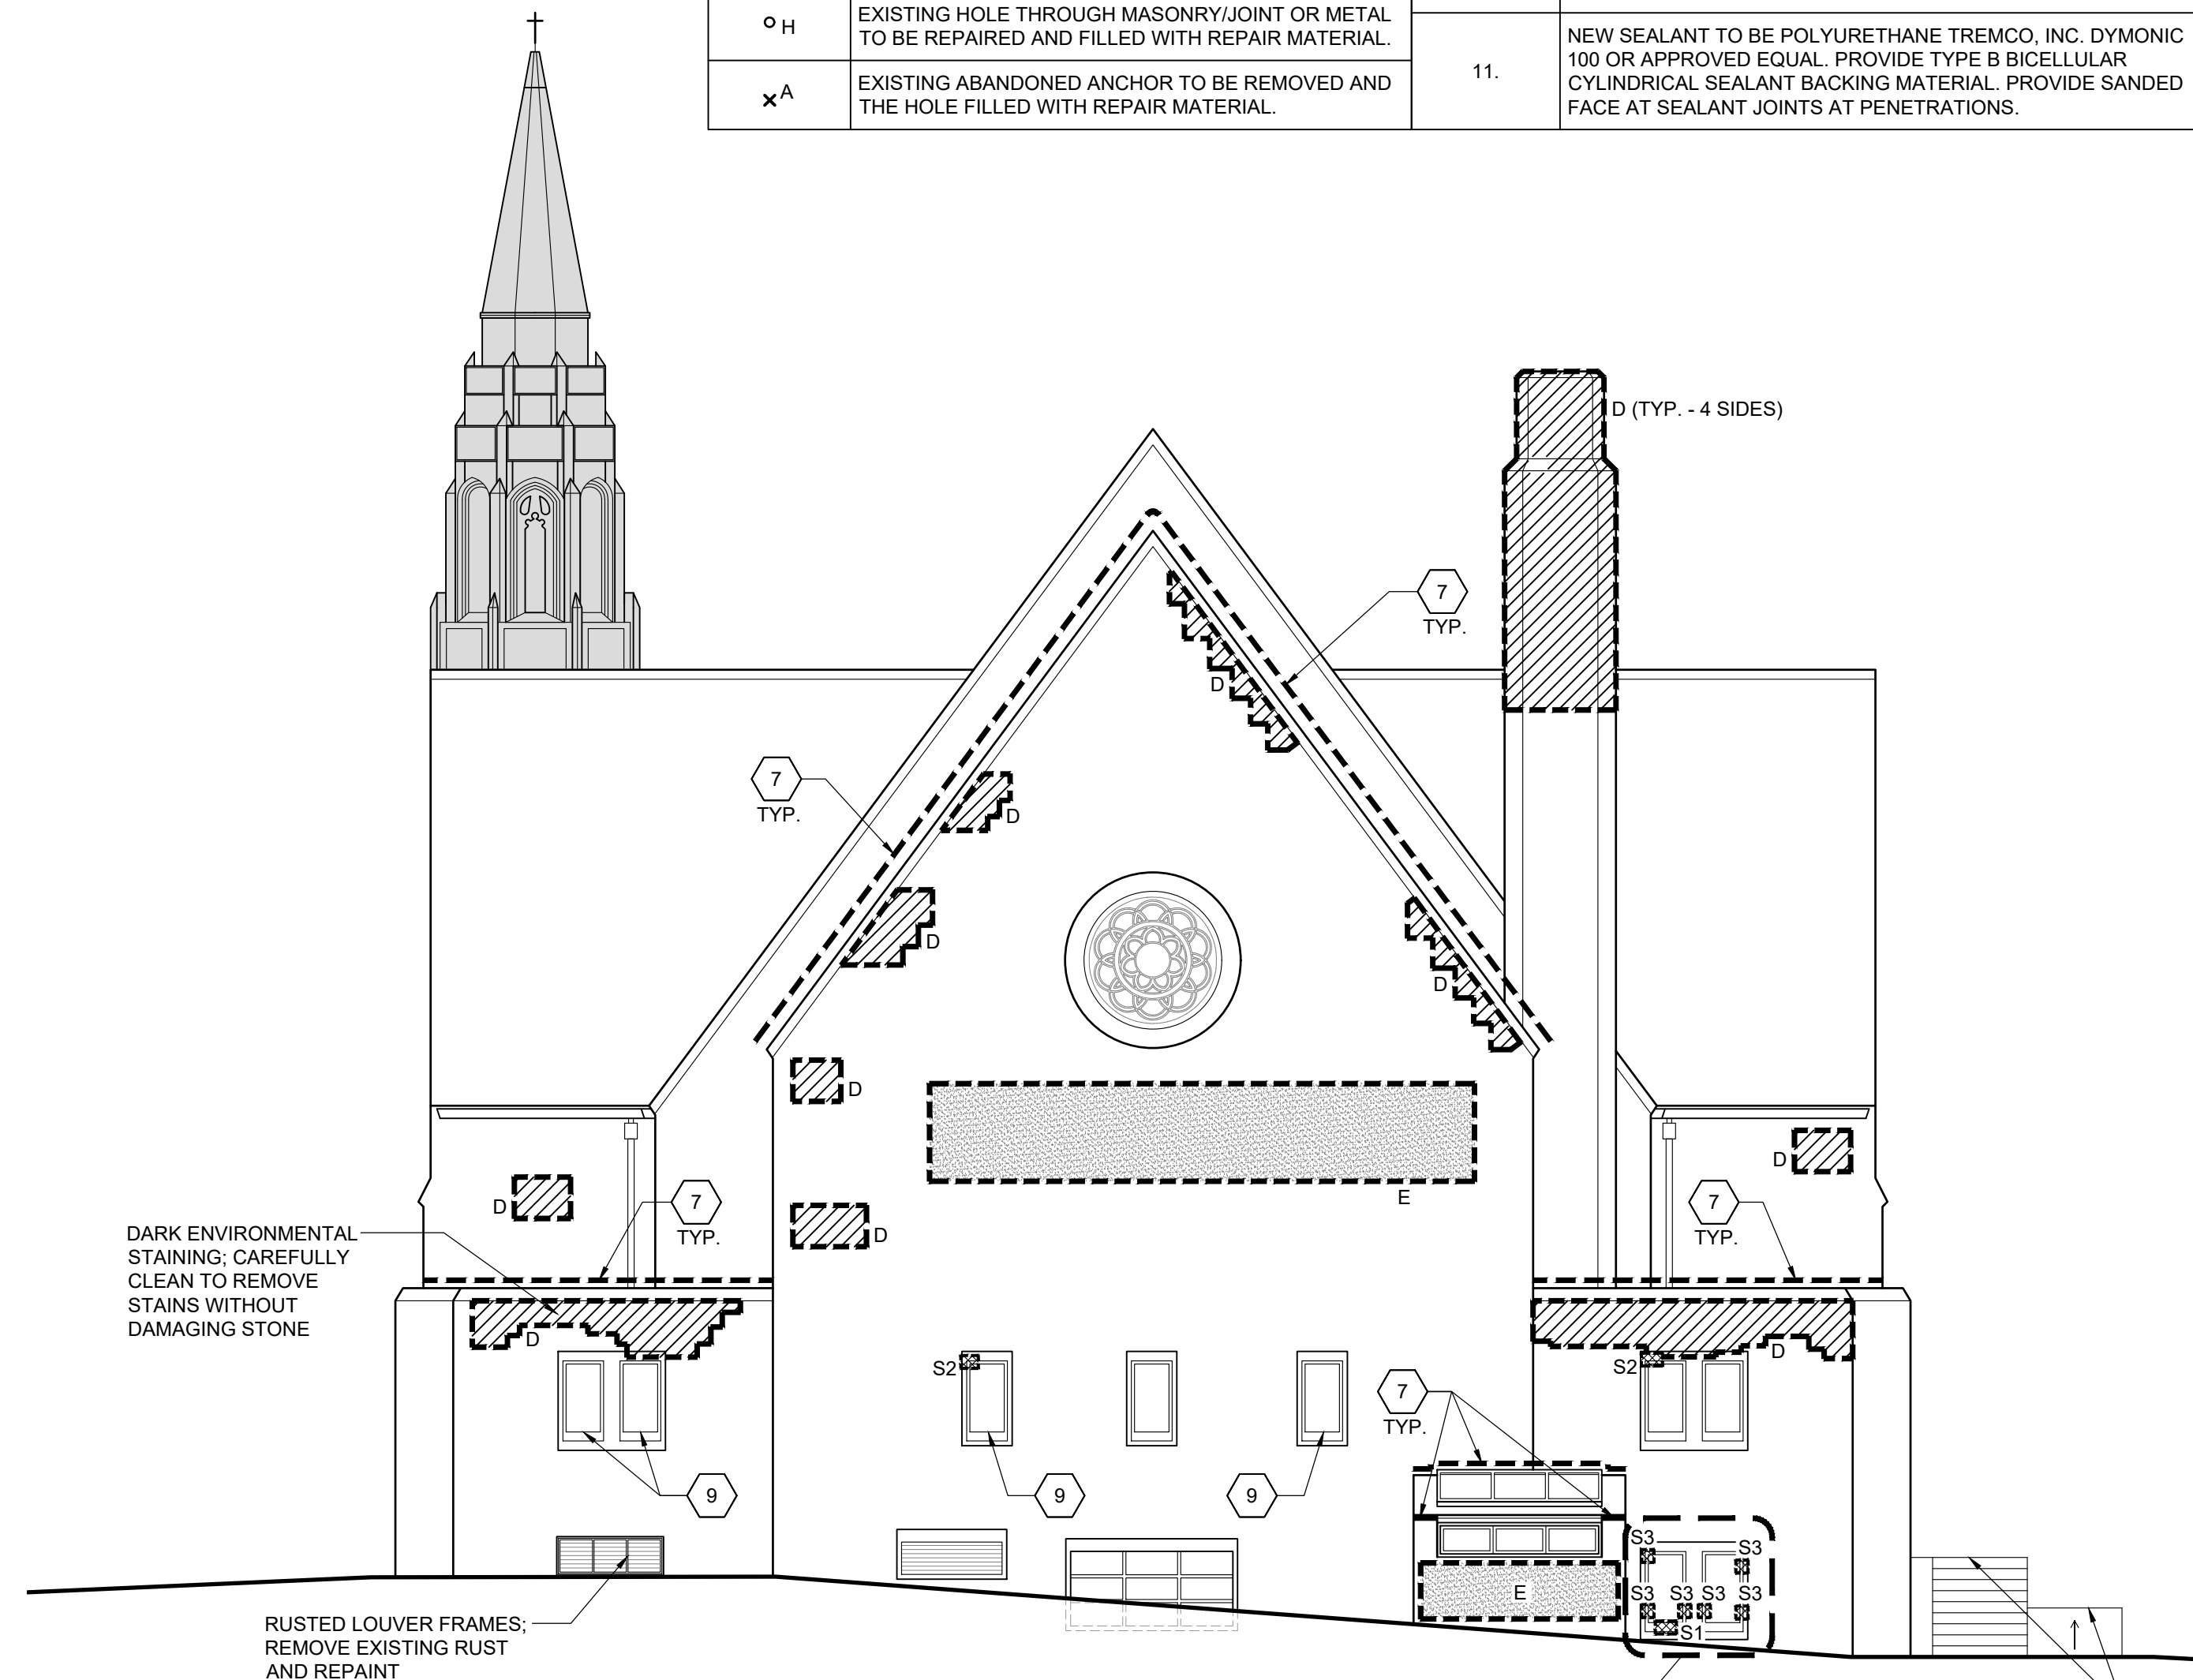 H
EXISTING HOLE THROUGH MASONRY/JOINT OR METAL
TO BE REPAIRED AND FILLED WITH REPAIR MATERIAL.
A
EXISTING ABANDONED ANCHOR TO BE REMOVED AND
THE HOLE FILLED WITH REPAIR MATERIAL.
11.
NEW SEALANT TO BE POLYURETHANE TREMCO, INC. DYMONIC
100 OR APPROVED EQUAL. PROVIDE TYPE B BICELLULAR
CYLINDRICAL SEALANT BACKING MATERIAL. PROVIDE SANDED
FACE AT SEALANT JOINTS AT PENETRATIONS.
D (TYP. - 4 SIDES)
7
TYP.
D
7
TYP.
D
D
D
D
E
D
D
D
7
TYP.
7
TYP.
DARK ENVIRONMENTAL
STAINING; CAREFULLY
CLEAN TO REMOVE
STAINS WITHOUT
DAMAGING STONE
D
D
S2
S2
7
TYP.
9
9
9
S3
S3
E
S3
S3
S3
S3
S1
RUSTED LOUVER FRAMES;
REMOVE EXISTING RUST
AND REPAINT